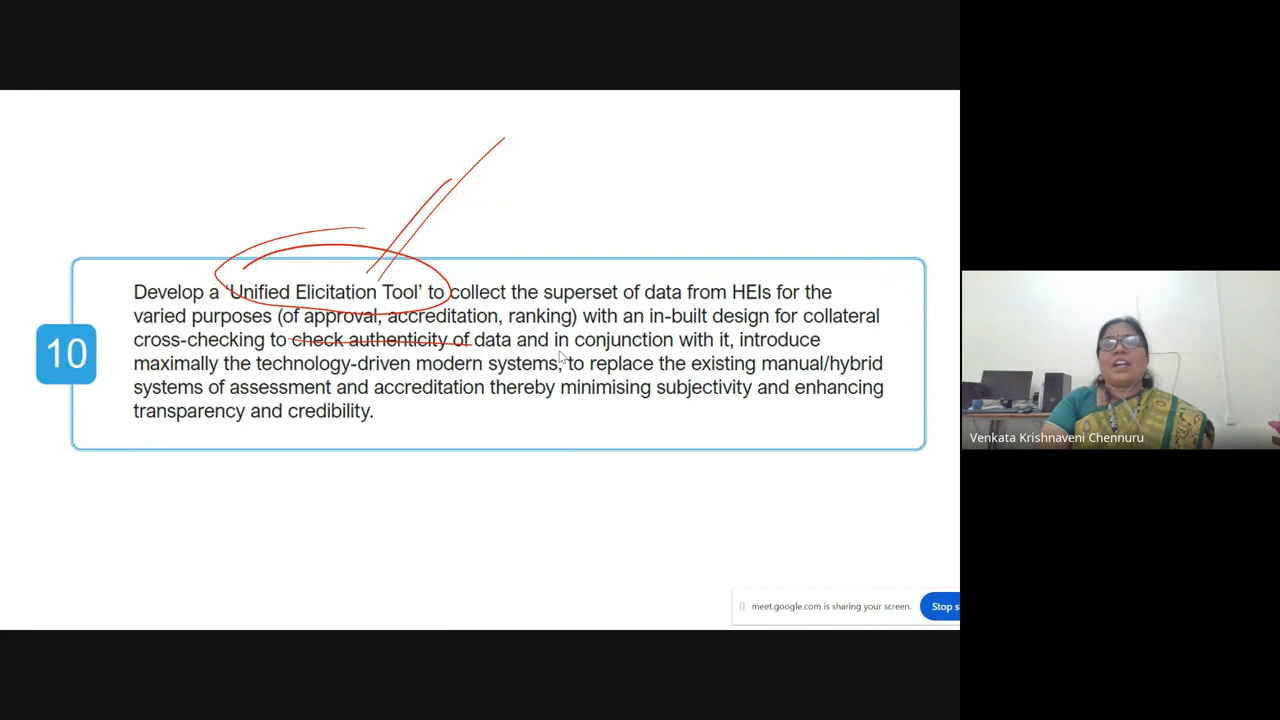 Develop a 'Unified Elicitation Tool' to collect the superset of data from HEIs for the
varied purposes (of approval, accreditation, ranking) with an in-built design for collateral
10
cross-checking to check authenticity of data and in conjunction with it, introduce
maximally the technology-driven modern systems, to replace the existing manual/hybrid
systems of assessment and accreditation thereby minimising subjectivity and enhancing
transparency and credibility.
Venkata Krishnaveni Chennuru
meet.google.com is sharing your screen.
Stop s